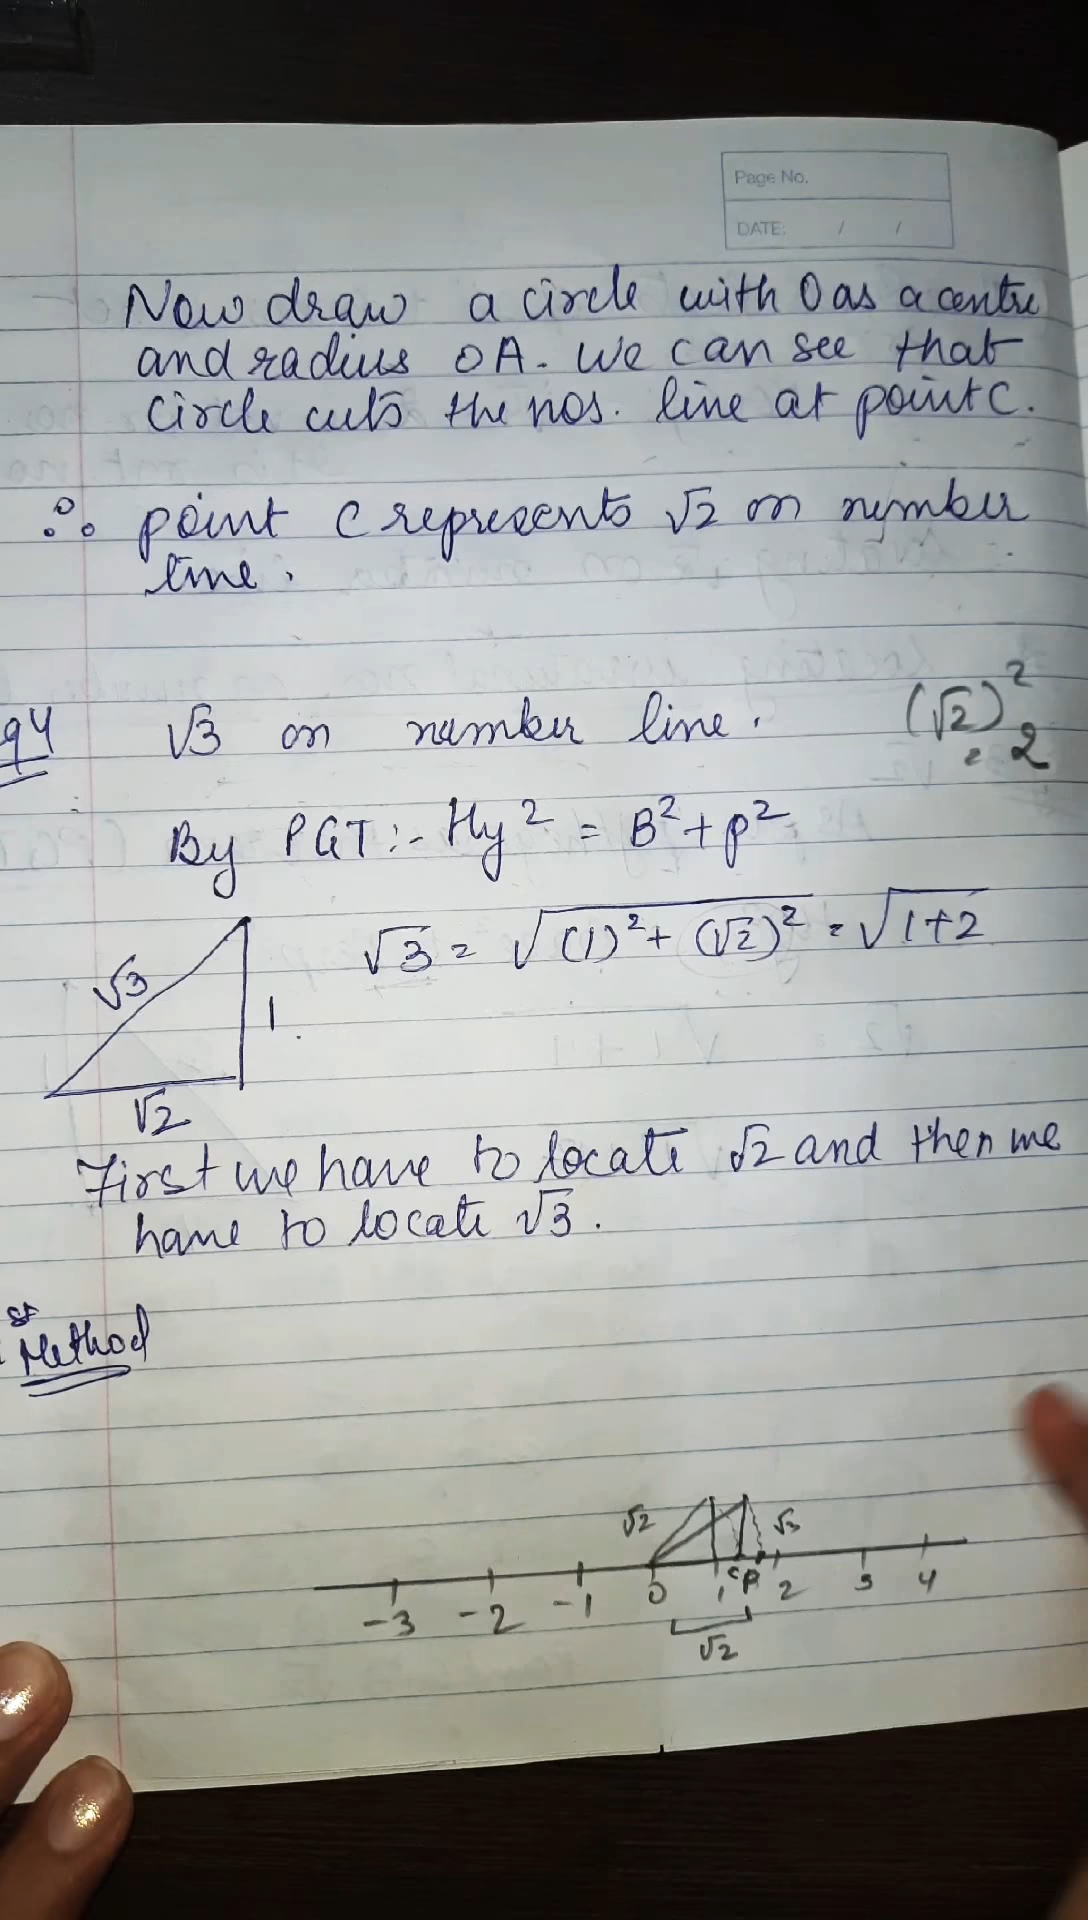 Page No.
DATE: / /
Now draw a circle with O as a centre
and radius OA. We can see that
circle cuts the nos. line at point C.
∴ point C represents √2 on number
line.
√3 on number line.
(√2)²
= 2
By PGT :- Hy² = B² + P²
√3 = √(1)² + (√2)² = √1+2
√3
1
√2
First we have to locate √2 and then we
have to locate √3.
st
Method
√2 √3
-3 -2 -1 0 1 C 2 3 4
√2